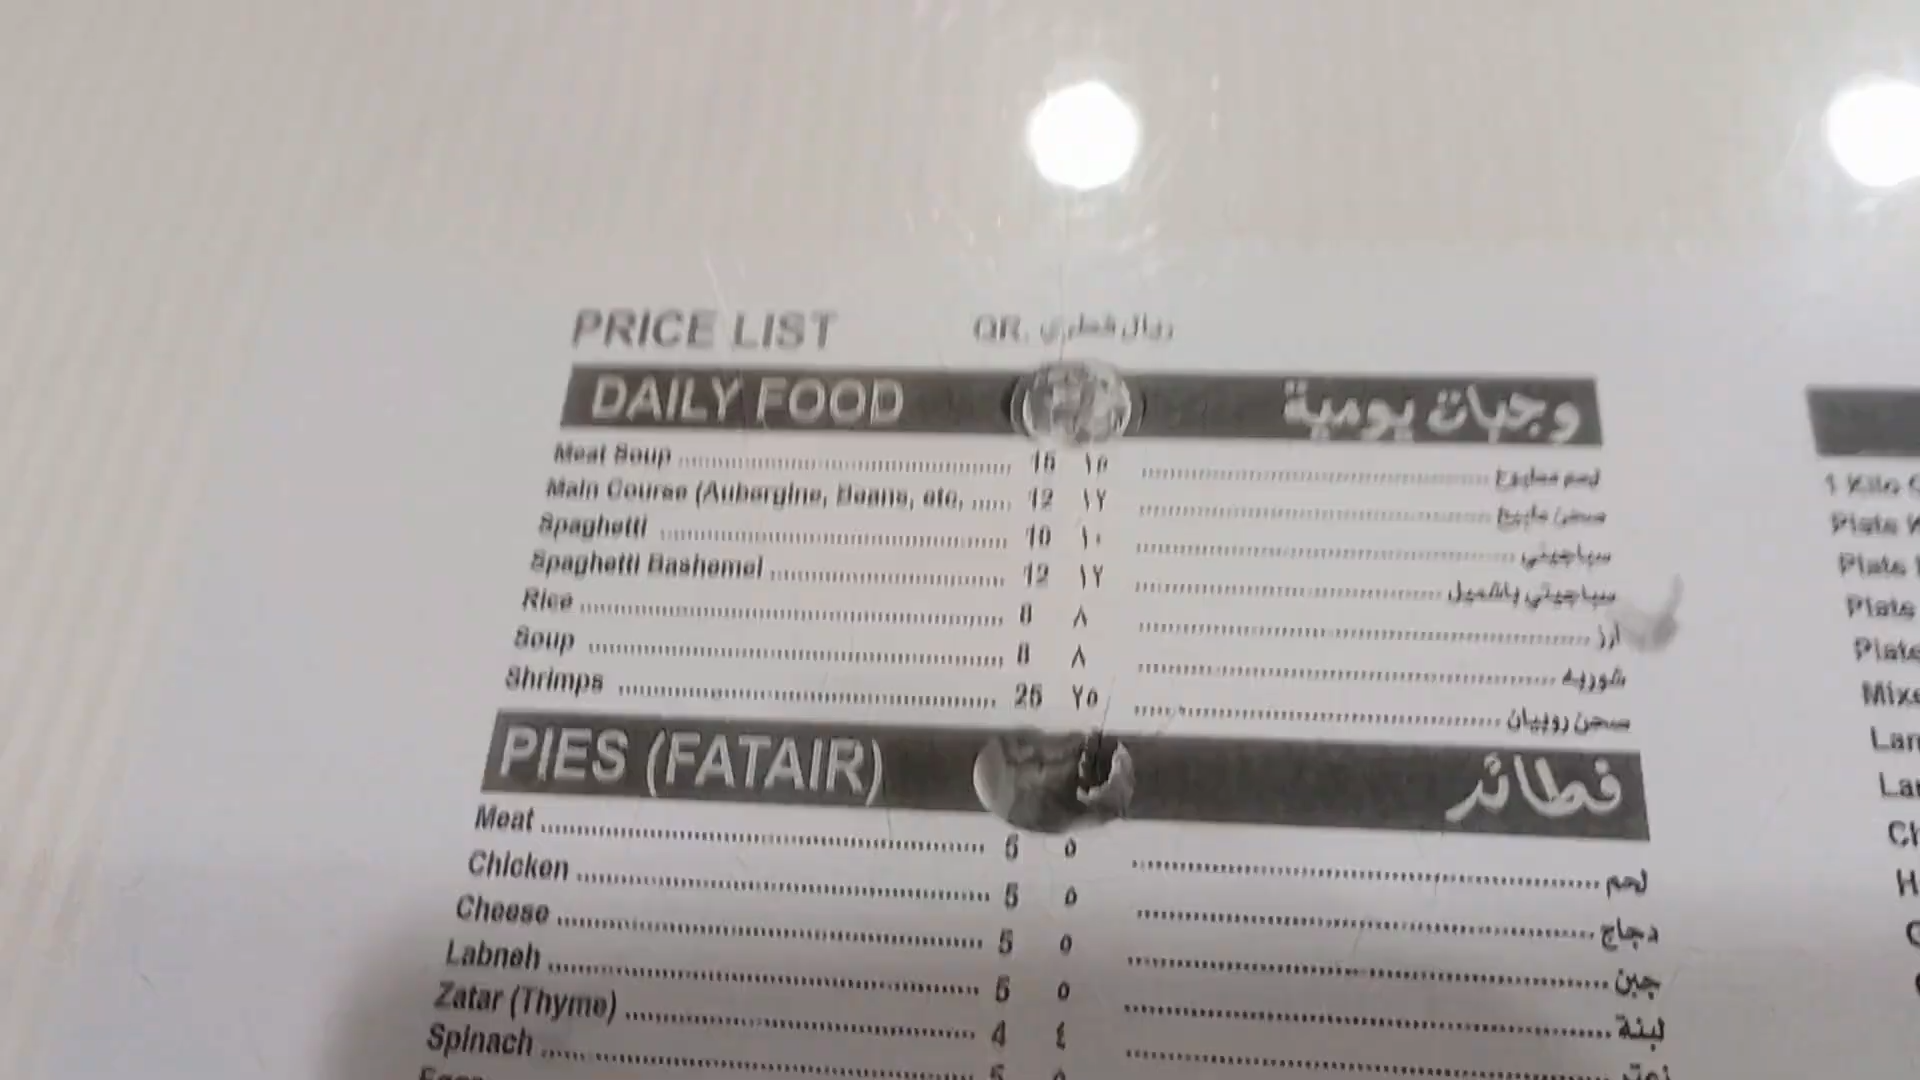 PRICE LIST QR. ريال قطري
DAILY FOOD وجبات يومية
Meat Soup 15 ١٥ لحم مطبوخ
Main Course (Aubergine, Beans, etc, 12 ١٢ صحن طبيخ
Spaghetti 10 ١٠ سباجيتي
Spaghetti Bashemel 12 ١٢ سباجيتي باشميل
Rice 8 ٨ ارز
Soup 8 ٨ شوربه
Shrimps 25 ٢٥ صحن روبيان
PIES (FATAIR) فطائر
Meat 5 ٥ لحم
Chicken 5 ٥ دجاج
Cheese 5 ٥ جبن
Labneh 5 ٥ لبنة
Zatar (Thyme) 4 ٤ زعتر
Spinach 5 ٥
1 Kilo
Plate
Plate
Plate
Plate